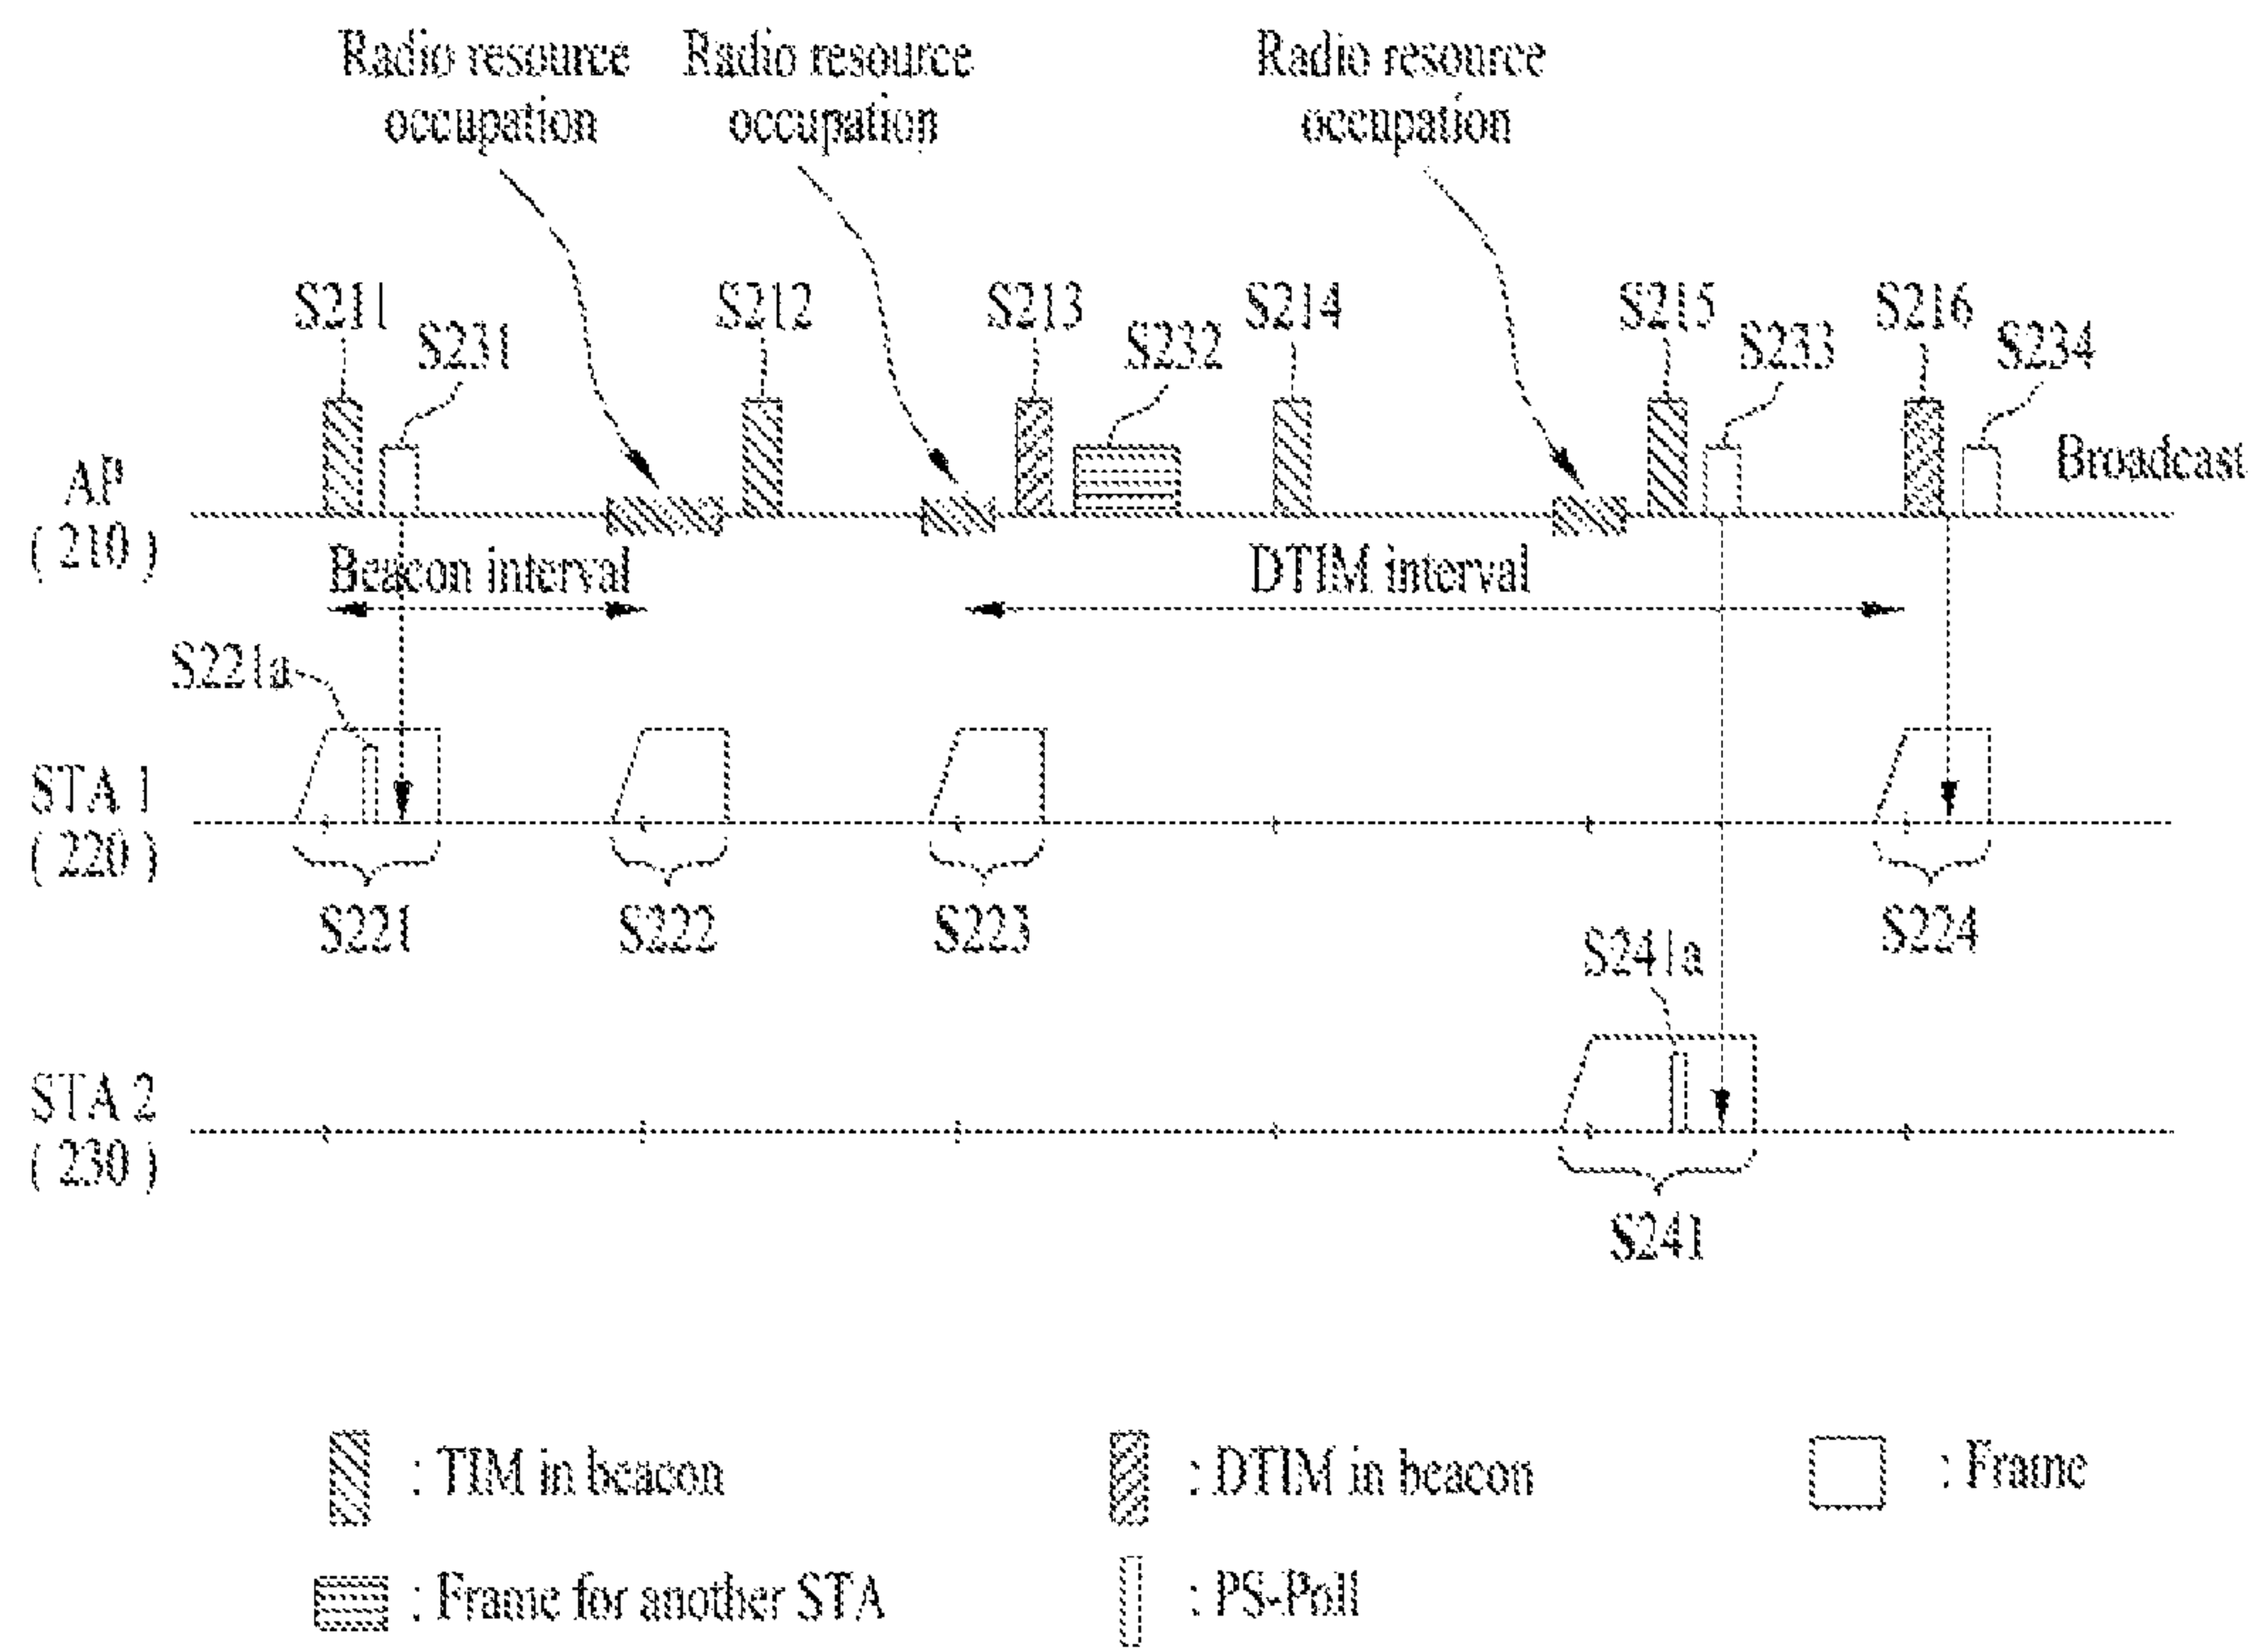 Radio resource
occupation
Radio resource
occupation
Radio resource
occupation
S211
S231
S212
S213
S232
S214
S215
S233
S216
S234
AP
( 210 )
Broadcast
Beacon interval
DTIM interval
S221a
STA 1
( 220 )
S221
S222
S223
S224
S241a
STA 2
( 230 )
S241
: TIM in beacon
: DTIM in beacon
: Frame
: Frame for another STA
: PS-Poll